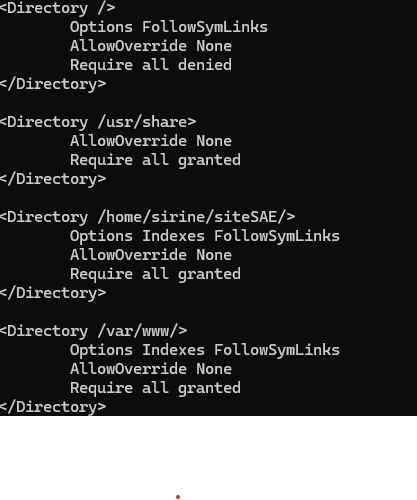 <Directory />
        Options FollowSymLinks
        AllowOverride None
        Require all denied
</Directory>

<Directory /usr/share>
        AllowOverride None
        Require all granted
</Directory>

<Directory /home/sirine/siteSAE/>
        Options Indexes FollowSymLinks
        AllowOverride None
        Require all granted
</Directory>

<Directory /var/www/>
        Options Indexes FollowSymLinks
        AllowOverride None
        Require all granted
</Directory>